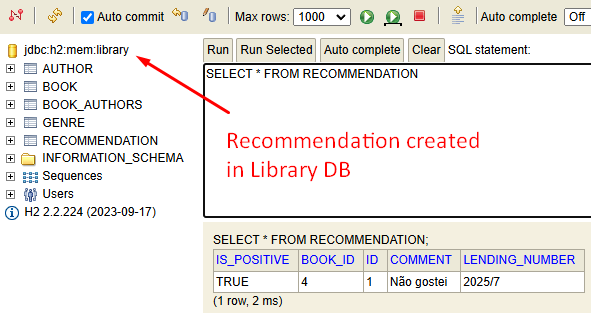 Auto commit Max rows: 1000 Auto complete Off
jdbc:h2:mem:library
AUTHOR
BOOK
BOOK_AUTHORS
GENRE
RECOMMENDATION
INFORMATION_SCHEMA
Sequences
Users
H2 2.2.224 (2023-09-17)
Run Run Selected Auto complete Clear SQL statement:
SELECT * FROM RECOMMENDATION
Recommendation created
in Library DB
SELECT * FROM RECOMMENDATION;
IS_POSITIVE BOOK_ID ID COMMENT LENDING_NUMBER
TRUE 4 1 Não gostei 2025/7
(1 row, 2 ms)